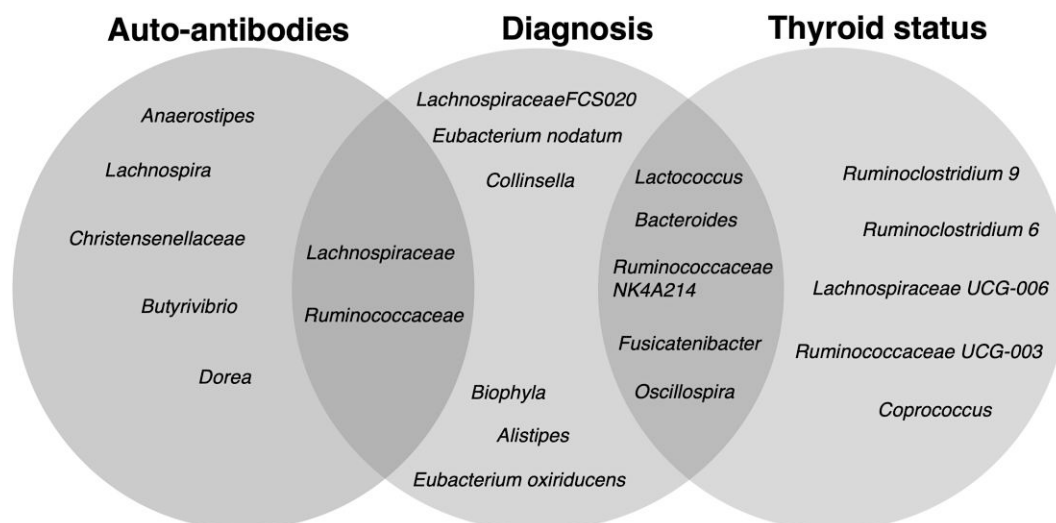 Auto-antibodies
Diagnosis
Thyroid status
Anaerostipes
Lachnospira
Christensenellaceae
Butyrivibrio
Dorea
Lachnospiraceae
Ruminococcaceae
LachnospiraceaeFCS020
Eubacterium nodatum
Collinsella
Biophyla
Alistipes
Eubacterium oxiriducens
Lactococcus
Bacteroides
Ruminococcaceae
NK4A214
Fusicatenibacter
Oscillospira
Ruminoclostridium 9
Ruminoclostridium 6
Lachnospiraceae UCG-006
Ruminococcaceae UCG-003
Coprococcus